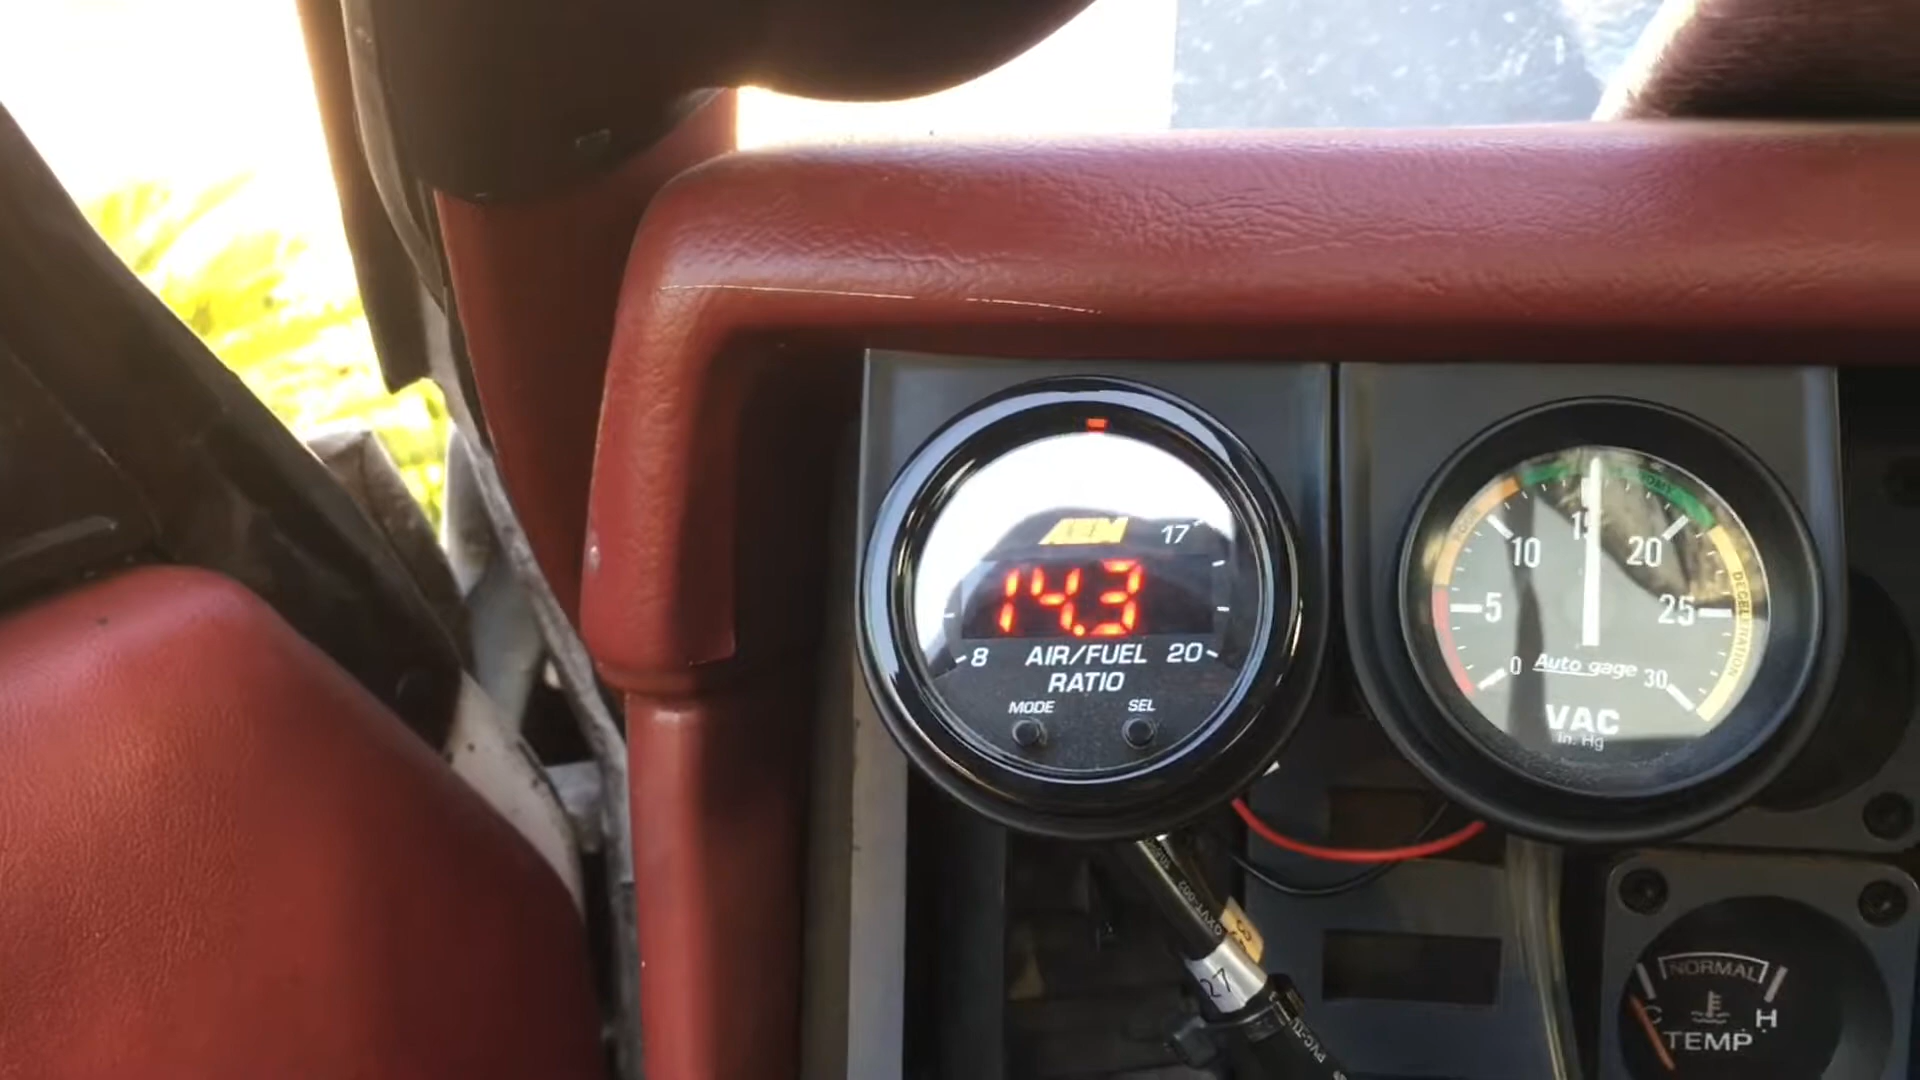 AEM
17
14.3
8 AIR/FUEL 20
RATIO
MODE SEL
10 15 20
5 25
0 Auto gage 30
VAC
in. Hg
DECELERATION
27
NORMAL
C H
TEMP